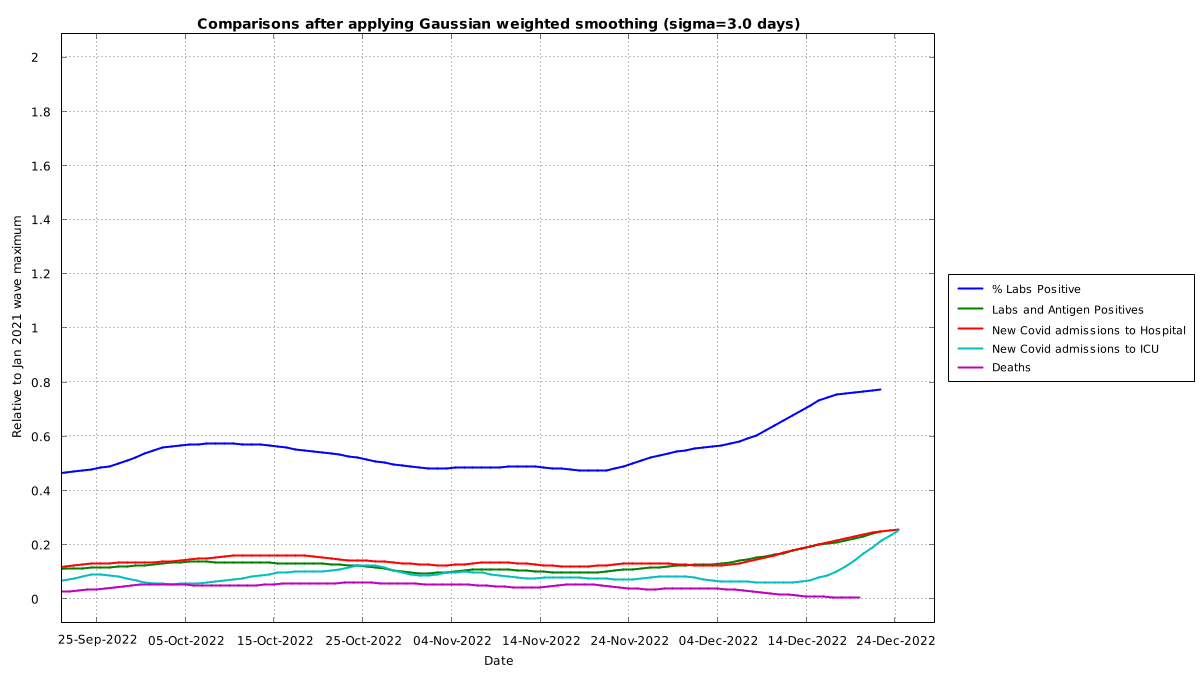 Comparisons after applying Gaussian weighted smoothing (sigma=3.0 days)
2
1.8
1.6
1.4
1.2
1
0.8
0.6
0.4
0.2
0
Relative to Jan 2021 wave maximum
25-Sep-2022 05-Oct-2022 15-Oct-2022 25-Oct-2022 04-Nov-2022 14-Nov-2022 24-Nov-2022 04-Dec-2022 14-Dec-2022 24-Dec-2022
Date
% Labs Positive
Labs and Antigen Positives
New Covid admissions to Hospital
New Covid admissions to ICU
Deaths